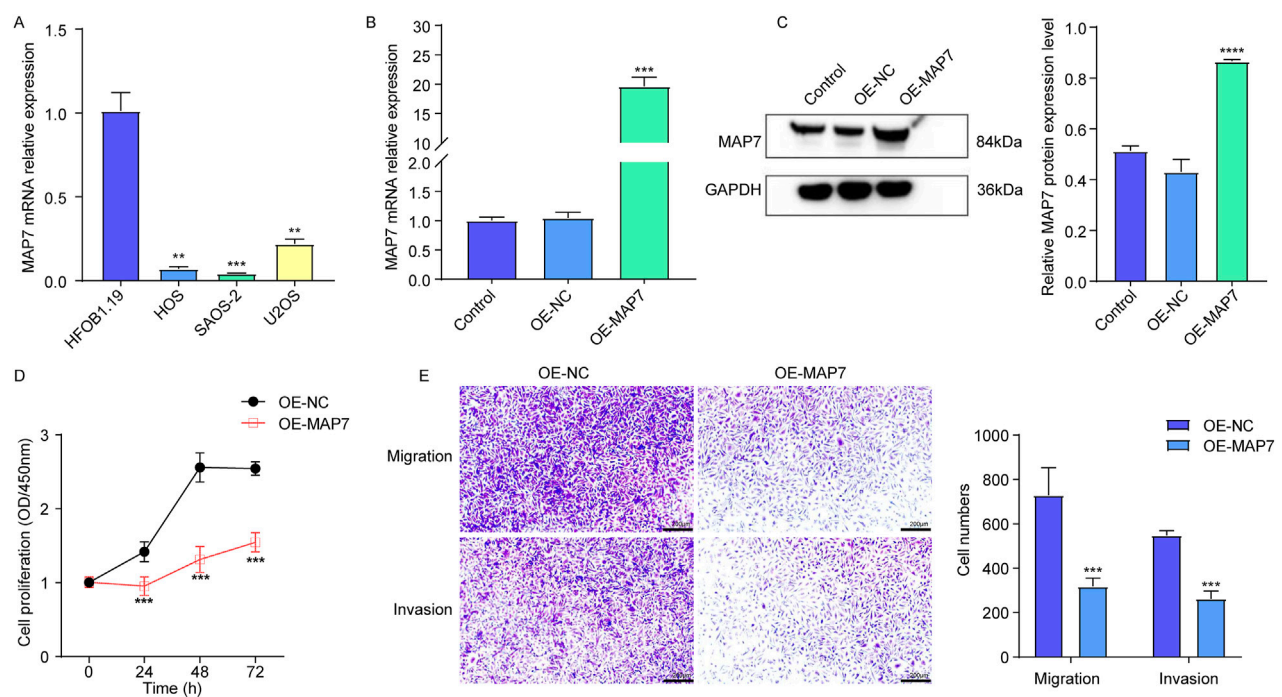 A
MAP7 mRNA relative expression
1.5
1.0
0.5
0.0
**
***
**
HFOB1.19
HOS
SAOS-2
U2OS
B
MAP7 mRNA relative expression
30
25
20
15
10
2.0
1.5
1.0
0.5
0.0
***
Control
OE-NC
OE-MAP7
C
Control
OE-NC
OE-MAP7
MAP7
84kDa
GAPDH
36kDa
Relative MAP7 protein expression level
1.0
0.8
0.6
0.4
0.2
0.0
****
Control
OE-NC
OE-MAP7
D
OE-NC
OE-MAP7
Cell proliferation (OD/450nm)
3
2
1
0
***
***
***
0
24
48
72
Time (h)
E
OE-NC
OE-MAP7
Migration
200μm
200μm
Invasion
200μm
200μm
OE-NC
OE-MAP7
Cell numbers
1000
800
600
400
200
0
***
***
Migration
Invasion